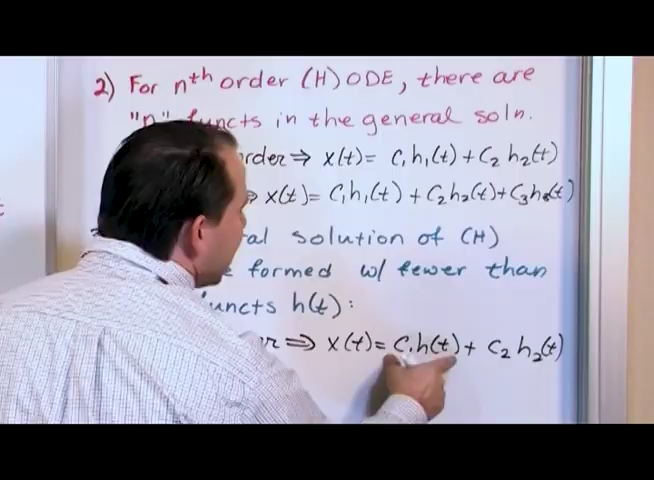 2) For nth order (H) ODE, there are
"n" functs in the general soln.
order ⇒ x(t) = C₁h₁(t) + C₂h₂(t)
⇒ x(t) = C₁h₁(t) + C₂h₂(t) + C₃h₃(t)
solution of (H)
formed w/ fewer than
functs h(t):
⇒ x(t) = C₁h(t) + C₂h₂(t)